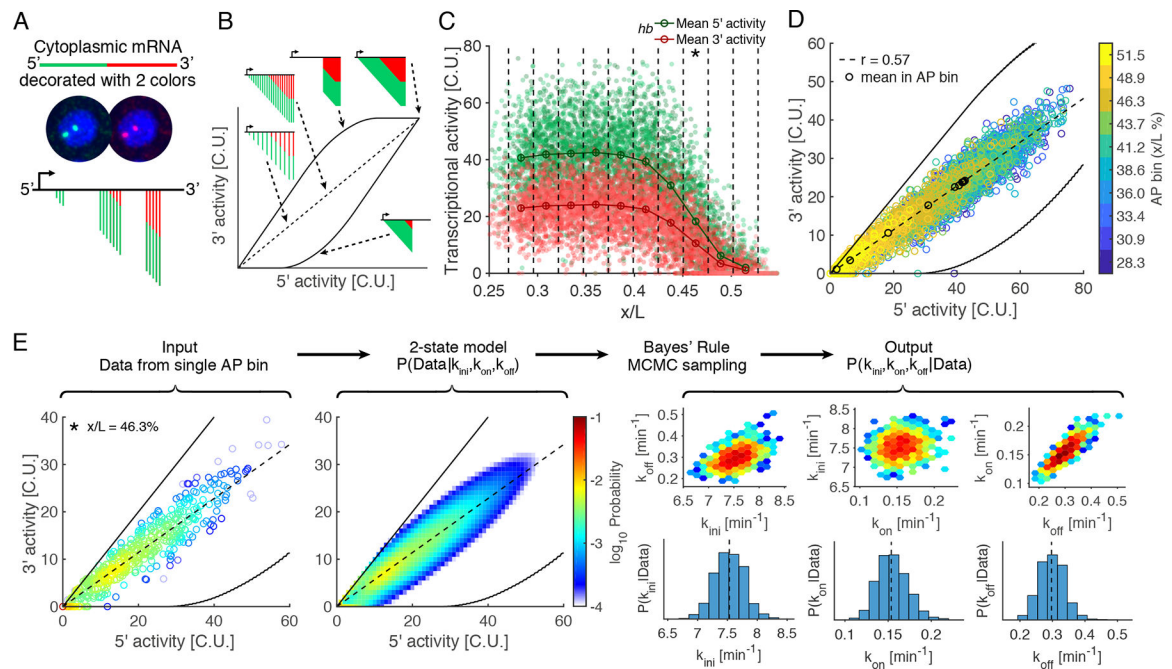 A
Cytoplasmic mRNA
5' 3'
decorated with 2 colors
5' 3'
B
3' activity [C.U.]
5' activity [C.U.]
C
hb
Mean 5' activity
Mean 3' activity
*
Transcriptional activity [C.U.]
80
70
60
50
40
30
20
10
0
0.25 0.3 0.35 0.4 0.45 0.5
x/L
D
r = 0.57
mean in AP bin
3' activity [C.U.]
60
50
40
30
20
10
0
0 20 40 60 80
5' activity [C.U.]
51.5
48.9
46.3
43.7
41.2
38.6
36.0
33.4
30.9
28.3
AP bin (x/L %)
E
Input
Data from single AP bin
2-state model
P(Data|kini,kon,koff)
Bayes' Rule
MCMC sampling
Output
P(kini,kon,koff|Data)
* x/L = 46.3%
3' activity [C.U.]
40
30
20
10
0
0 20 40 60
5' activity [C.U.]
40
30
20
10
0
0 20 40 60
5' activity [C.U.]
-1
-2
-3
-4
log10 Probability
koff [min-1]
0.5
0.4
0.3
0.2
6.5 7 7.5 8 8.5
kini [min-1]
kini [min-1]
8.5
8
7.5
7
6.5
0.1 0.15 0.2
kon [min-1]
kon [min-1]
0.2
0.15
0.1
0.2 0.3 0.4 0.5
koff [min-1]
P(kini|Data)
6.5 7 7.5 8 8.5
kini [min-1]
P(kon|Data)
0.1 0.15 0.2
kon [min-1]
P(koff|Data)
0.2 0.3 0.4 0.5
koff [min-1]